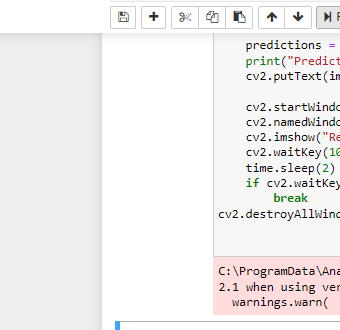 predictions =
print("Predict
cv2.putText(im
cv2.startWindo
cv2.namedWindo
cv2.imshow("Re
cv2.waitKey(10
time.sleep(2)
if cv2.waitKey
break
cv2.destroyAllWind
C:\ProgramData\Ana
2.1 when using ver
warnings.warn(